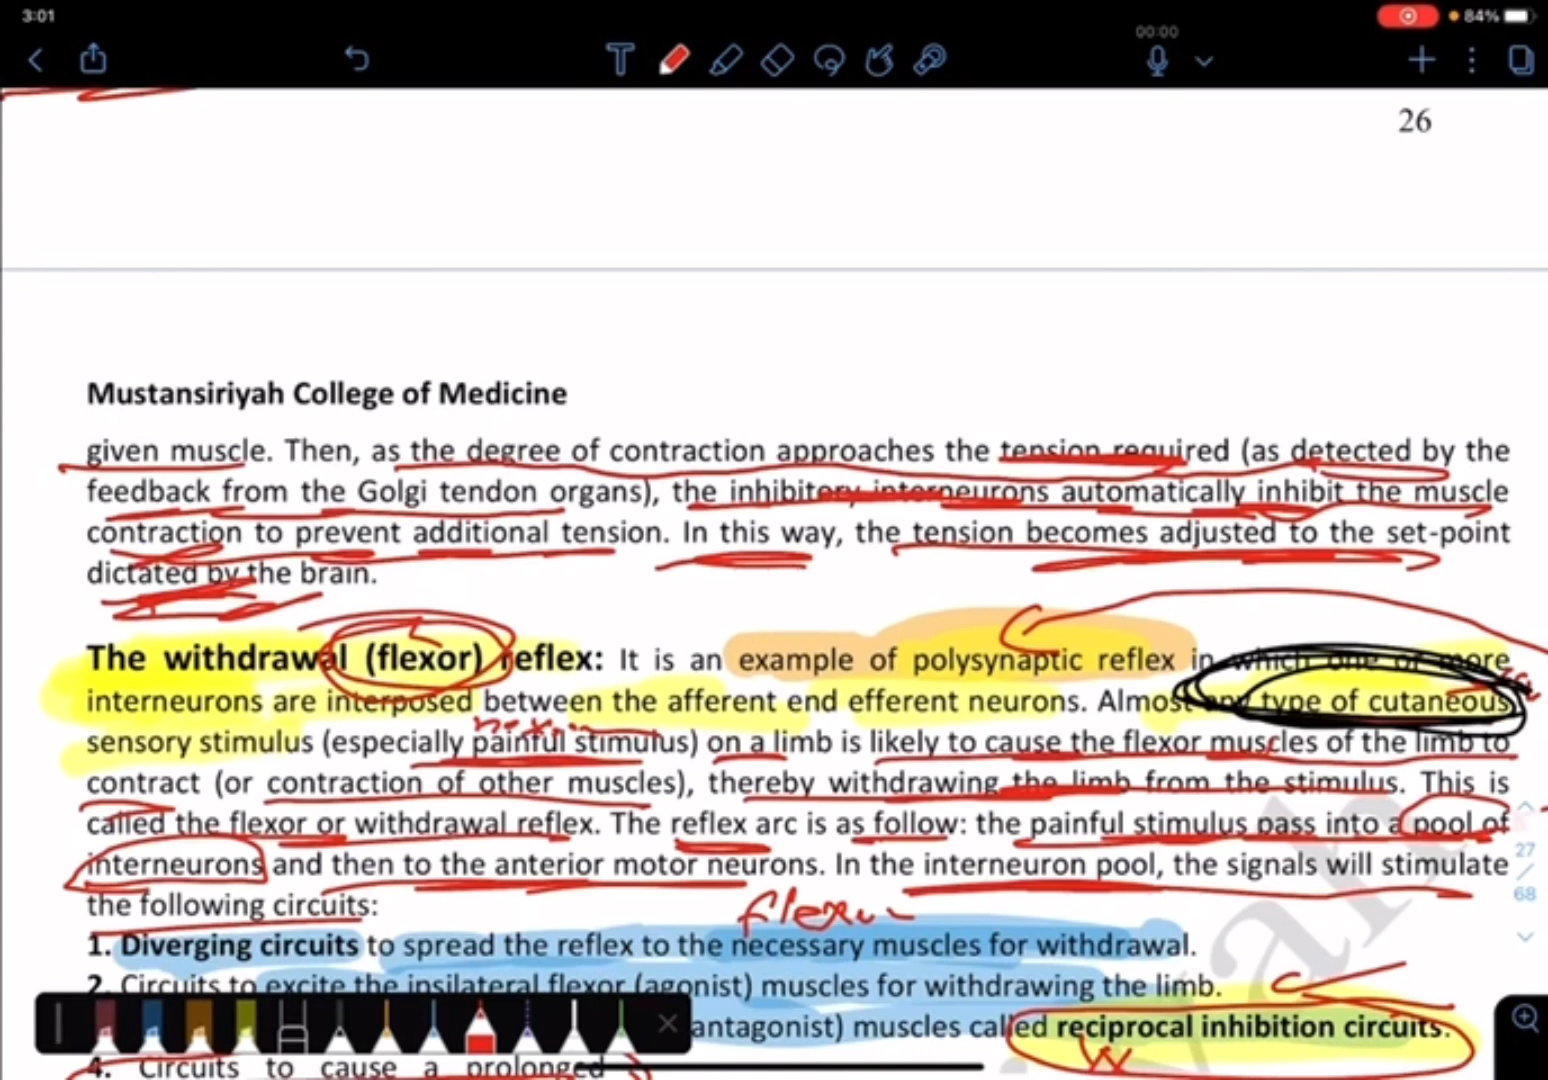 3:01
84%
00:00
26
Mustansiriyah College of Medicine
given muscle. Then, as the degree of contraction approaches the tension required (as detected by the
feedback from the Golgi tendon organs), the inhibitory interneurons automatically inhibit the muscle
contraction to prevent additional tension. In this way, the tension becomes adjusted to the set-point
dictated by the brain.
The withdrawal (flexor) reflex: It is an example of polysynaptic reflex in which one or more
interneurons are interposed between the afferent end efferent neurons. Almost any type of cutaneous
sensory stimulus (especially painful stimulus) on a limb is likely to cause the flexor muscles of the limb to
contract (or contraction of other muscles), thereby withdrawing the limb from the stimulus. This is
called the flexor or withdrawal reflex. The reflex arc is as follow: the painful stimulus pass into a pool of
interneurons and then to the anterior motor neurons. In the interneuron pool, the signals will stimulate
27
68
the following circuits:
flexor
1. Diverging circuits to spread the reflex to the necessary muscles for withdrawal.
2. Circuits to excite the ipsilateral flexor (agonist) muscles for withdrawing the limb.
antagonist) muscles called reciprocal inhibition circuits.
4. Circuits to cause a prolonged